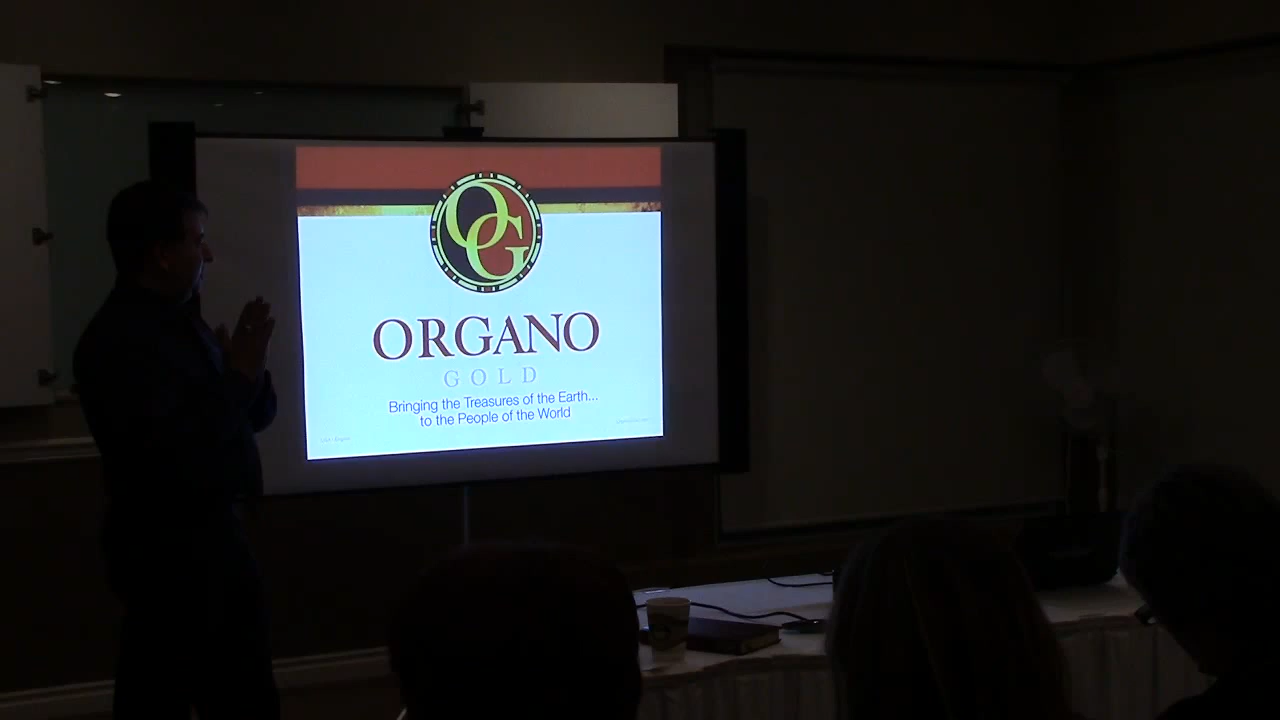 OG
ORGANO
GOLD
Bringing the Treasures of the Earth...
to the People of the World